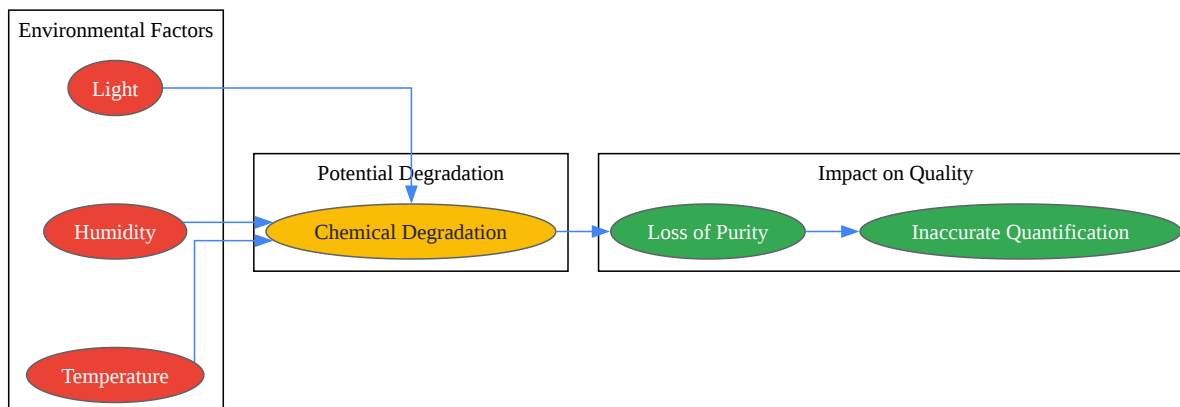 Environmental Factors
Light
Humidity
Temperature
Potential Degradation
Chemical Degradation
Impact on Quality
Loss of Purity
Inaccurate Quantification